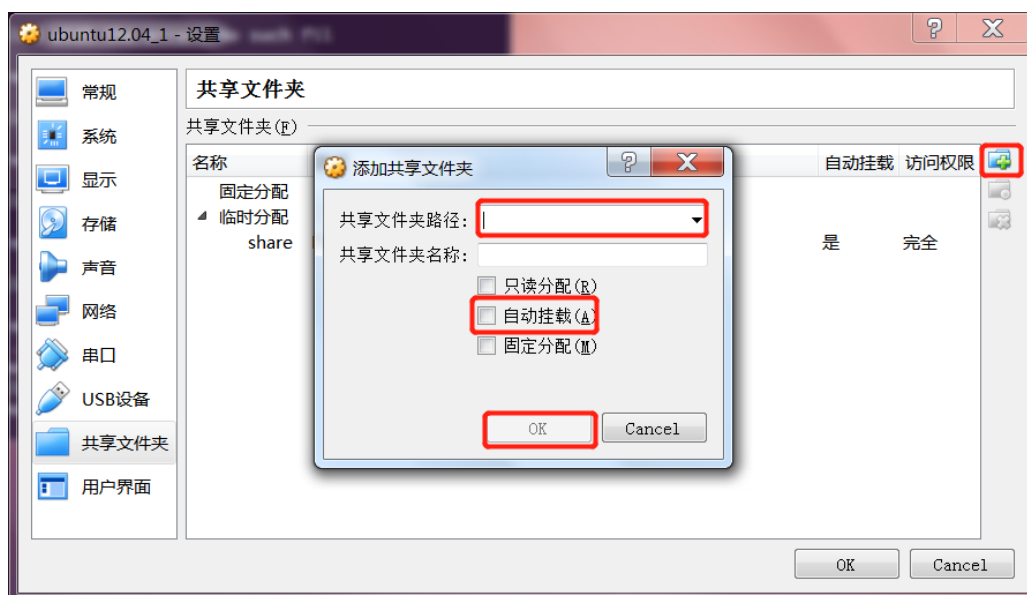 ubuntu12.04_1 - 设置
常规
系统
显示
存储
声音
网络
串口
USB设备
共享文件夹
用户界面
共享文件夹
共享文件夹(F)
名称
自动挂载 访问权限
固定分配
临时分配
share
是 完全
添加共享文件夹
共享文件夹路径:
共享文件夹名称:
只读分配(R)
自动挂载(A)
固定分配(M)
OK Cancel
OK Cancel